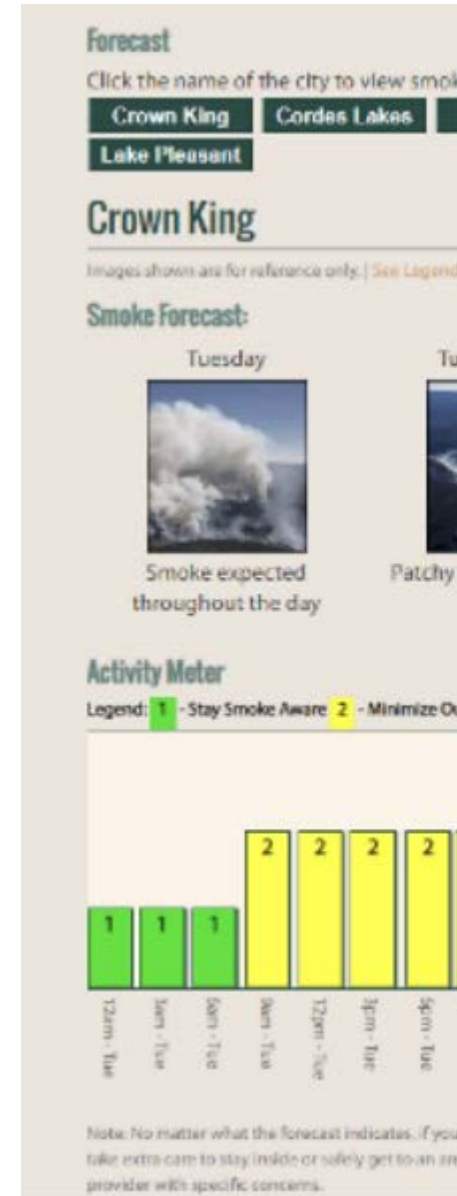 Forecast
Click the name of the city to view smok
Crown King Cordes Lakes
Lake Pleasant
Crown King
Images shown are for reference only. | See Legend
Smoke Forecast:
Tuesday Tu
Smoke expected Patchy
throughout the day
Activity Meter
Legend: 1 - Stay Smoke Aware 2 - Minimize Ou
2 2 2 2
1 1 1
12am - Tue 3am - Tue 6am - Tue 9am - Tue 12pm - Tue 3pm - Tue 6pm - Tue
Note: No matter what the forecast indicates, if you
take extra care to stay inside or safely get to an are
provider with specific concerns.